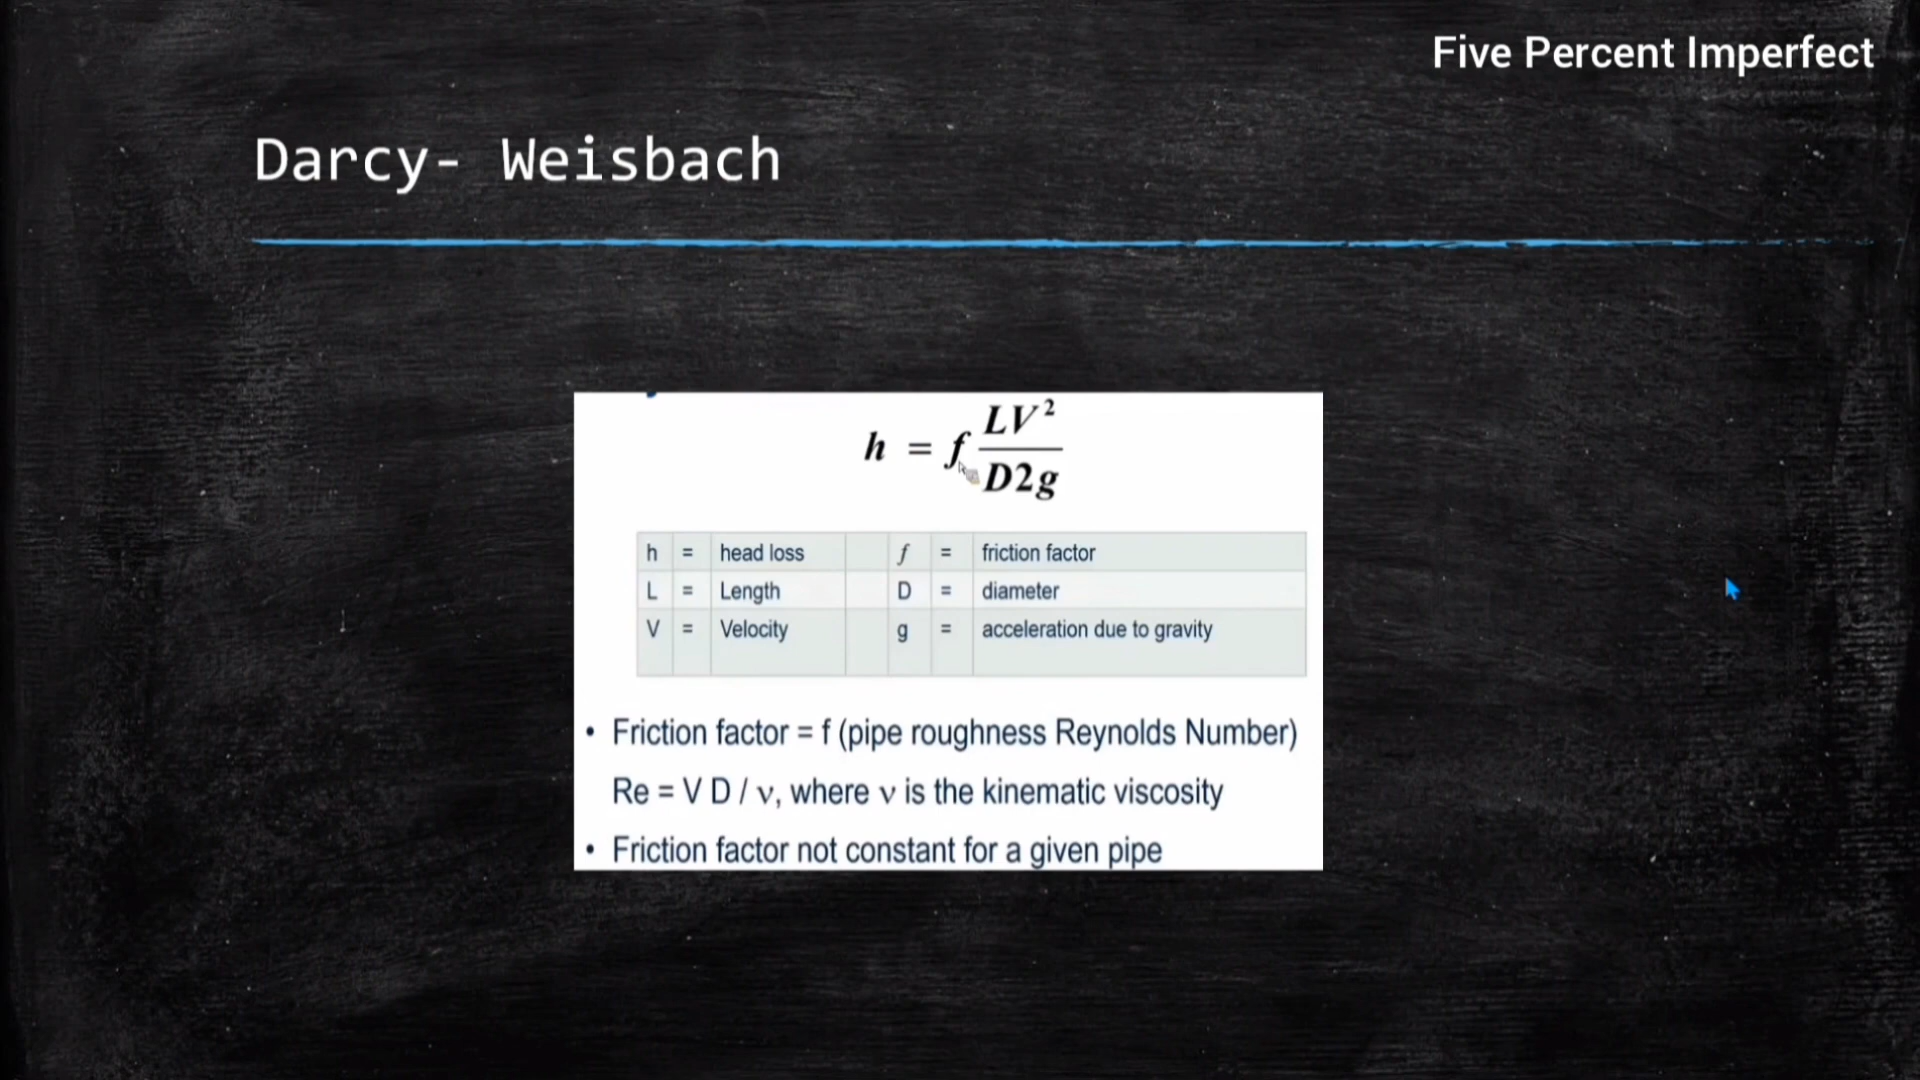 Five Percent Imperfect
Darcy- Weisbach
h = f LV² / D2g
h = head loss f = friction factor
L = Length D = diameter
V = Velocity g = acceleration due to gravity
• Friction factor = f (pipe roughness Reynolds Number)
Re = V D / ν, where ν is the kinematic viscosity
• Friction factor not constant for a given pipe